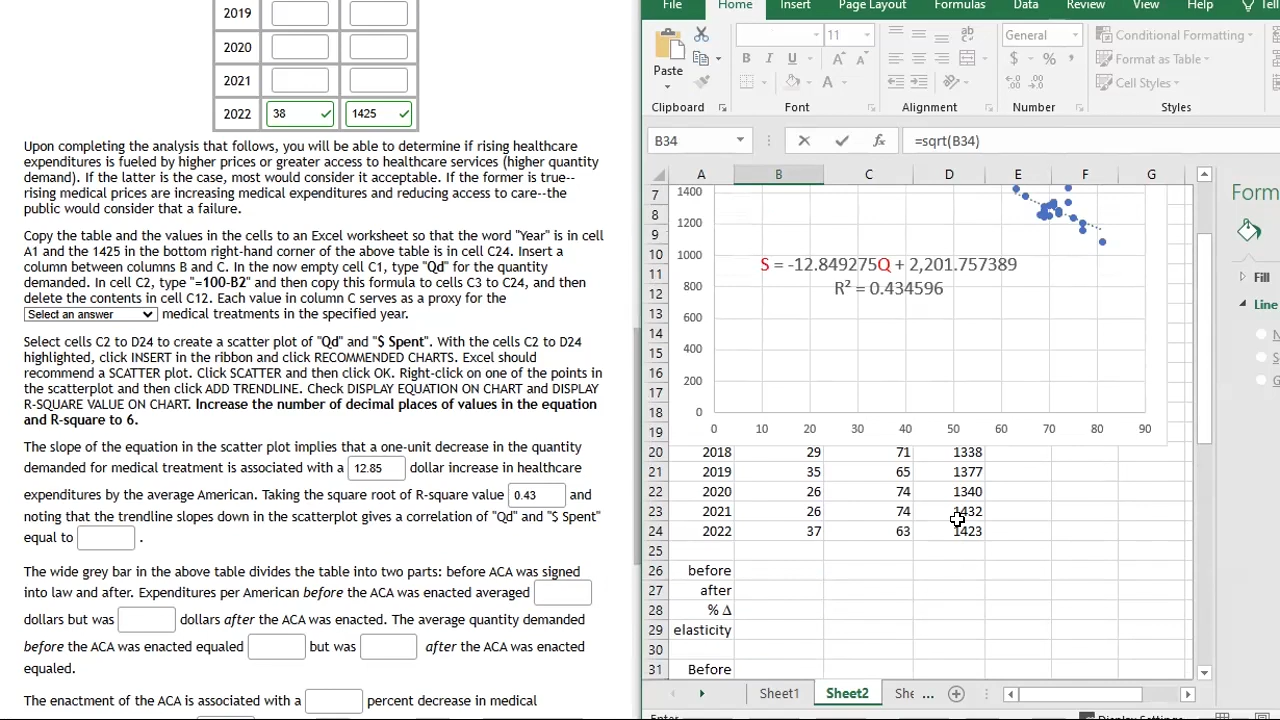 2019
2020
2021
2022 38 1425
Upon completing the analysis that follows, you will be able to determine if rising healthcare
expenditures is fueled by higher prices or greater access to healthcare services (higher quantity
demand). If the latter is the case, most would consider it acceptable. If the former is true--
rising medical prices are increasing medical expenditures and reducing access to care--the
public would consider that a failure.
Copy the table and the values in the cells to an Excel worksheet so that the word "Year" is in cell
A1 and the 1425 in the bottom right-hand corner of the above table is in cell C24. Insert a
column between columns B and C. In the now empty cell C1, type "Qd" for the quantity
demanded. In cell C2, type "=100-B2" and then copy this formula to cells C3 to C24, and then
delete the contents in cell C12. Each value in column C serves as a proxy for the
Select an answer medical treatments in the specified year.
Select cells C2 to D24 to create a scatter plot of "Qd" and "$ Spent". With the cells C2 to D24
highlighted, click INSERT in the ribbon and click RECOMMENDED CHARTS. Excel should
recommend a SCATTER plot. Click SCATTER and then click OK. Right-click on one of the points in
the scatterplot and then click ADD TRENDLINE. Check DISPLAY EQUATION ON CHART and DISPLAY
R-SQUARE VALUE ON CHART. Increase the number of decimal places of values in the equation
and R-square to 6.
The slope of the equation in the scatter plot implies that a one-unit decrease in the quantity
demanded for medical treatment is associated with a 12.85 dollar increase in healthcare
expenditures by the average American. Taking the square root of R-square value 0.43 and
noting that the trendline slopes down in the scatterplot gives a correlation of "Qd" and "$ Spent"
equal to .
The wide grey bar in the above table divides the table into two parts: before ACA was signed
into law and after. Expenditures per American before the ACA was enacted averaged
dollars but was dollars after the ACA was enacted. The average quantity demanded
before the ACA was enacted equaled but was after the ACA was enacted
equaled.
The enactment of the ACA is associated with a percent decrease in medical
File Home Insert Page Layout Formulas Data Review View Help Tell
11 General Conditional Formatting
Format as Table
Paste B I U A $ % , Cell Styles
Clipboard Font Alignment Number Styles
B34 fx =sqrt(B34)
A B C D E F G
7 1400
8 1200
9
10 1000
11 S = -12.849275Q + 2,201.757389
12 800 R² = 0.434596
13 600
14
15 400
16
17 200
18 0
19 0 10 20 30 40 50 60 70 80 90
20 2018 29 71 1338
21 2019 35 65 1377
22 2020 26 74 1340
23 2021 26 74 1432
24 2022 37 63 1423
25
26 before
27 after
28 % Δ
29 elasticity
30
31 Before
Sheet1 Sheet2 She ...
Form
Fill
Line